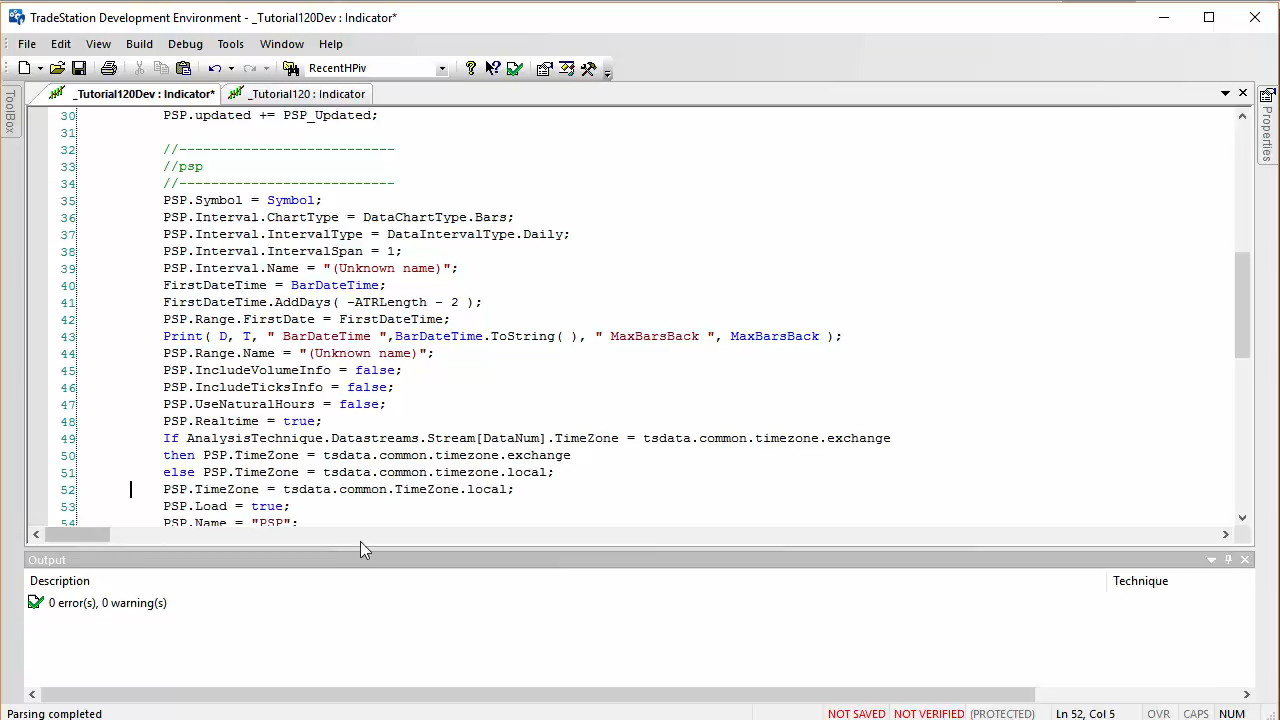 TradeStation Development Environment - _Tutorial120Dev : Indicator*
File Edit View Build Debug Tools Window Help
RecentHPiv
_Tutorial120Dev : Indicator* _Tutorial120 : Indicator
ToolBox
Properties
30 PSP.updated += PSP_Updated;
31
32 //---------------------------
33 //psp
34 //---------------------------
35 PSP.Symbol = Symbol;
36 PSP.Interval.ChartType = DataChartType.Bars;
37 PSP.Interval.IntervalType = DataIntervalType.Daily;
38 PSP.Interval.IntervalSpan = 1;
39 PSP.Interval.Name = "(Unknown name)";
40 FirstDateTime = BarDateTime;
41 FirstDateTime.AddDays( -ATRLength - 2 );
42 PSP.Range.FirstDate = FirstDateTime;
43 Print( D, T, " BarDateTime ",BarDateTime.ToString( ), " MaxBarsBack ", MaxBarsBack );
44 PSP.Range.Name = "(Unknown name)";
45 PSP.IncludeVolumeInfo = false;
46 PSP.IncludeTicksInfo = false;
47 PSP.UseNaturalHours = false;
48 PSP.Realtime = true;
49 If AnalysisTechnique.Datastreams.Stream[DataNum].TimeZone = tsdata.common.timezone.exchange
50 then PSP.TimeZone = tsdata.common.timezone.exchange
51 else PSP.TimeZone = tsdata.common.timezone.local;
52 PSP.TimeZone = tsdata.common.TimeZone.local;
53 PSP.Load = true;
54 PSP.Name = "PSP";
Output
Description Technique
0 error(s), 0 warning(s)
Parsing completed NOT SAVED NOT VERIFIED (PROTECTED) Ln 52, Col 5 OVR CAPS NUM